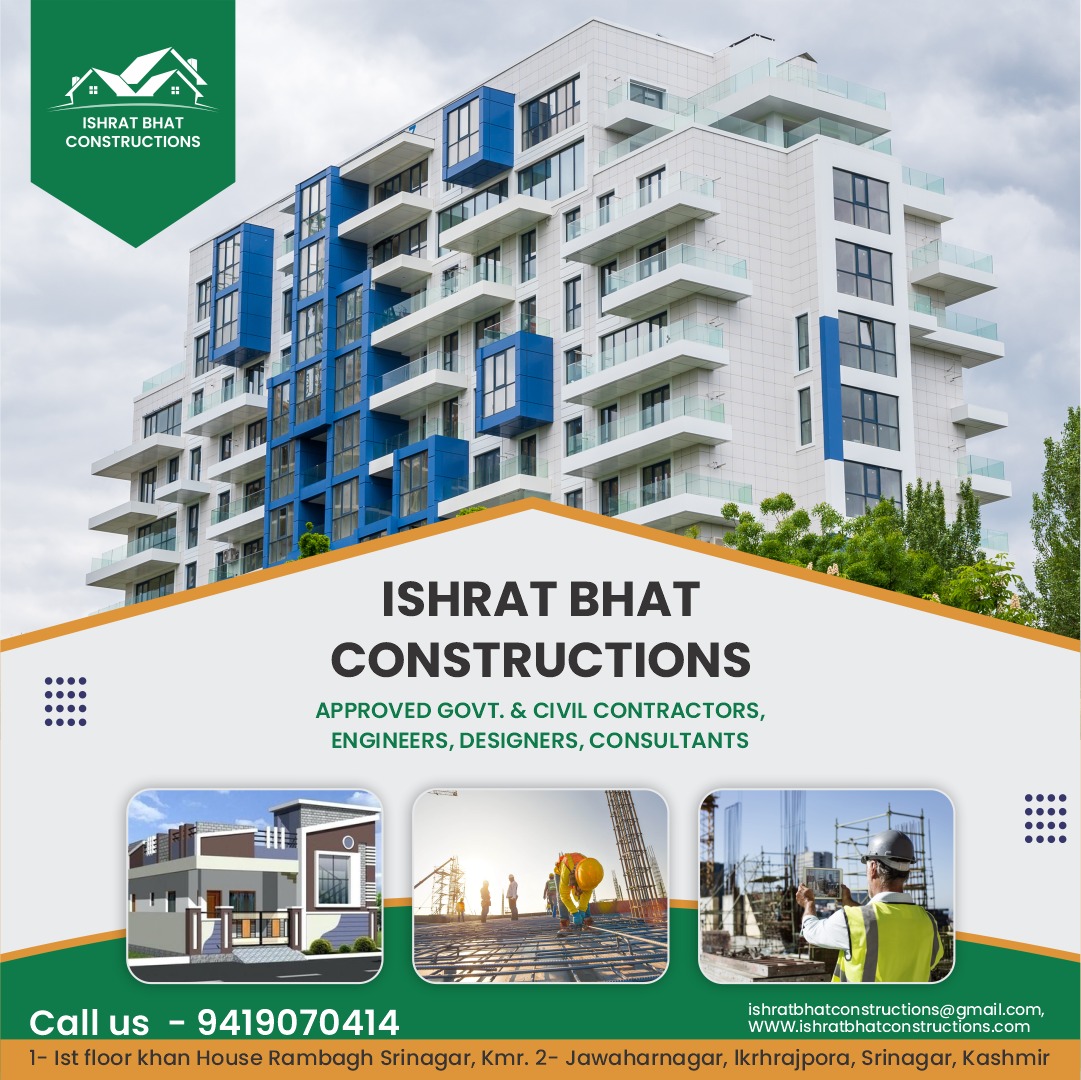 ISHRAT BHAT
CONSTRUCTIONS
ISHRAT BHAT
CONSTRUCTIONS
APPROVED GOVT. & CIVIL CONTRACTORS,
ENGINEERS, DESIGNERS, CONSULTANTS
Call us - 9419070414
ishratbhatconstructions@gmail.com,
www.ishratbhatconstructions.com
1- Ist floor khan House Rambagh Srinagar, Kmr. 2- Jawaharnagar, Ikrhrajpora, Srinagar, Kashmir